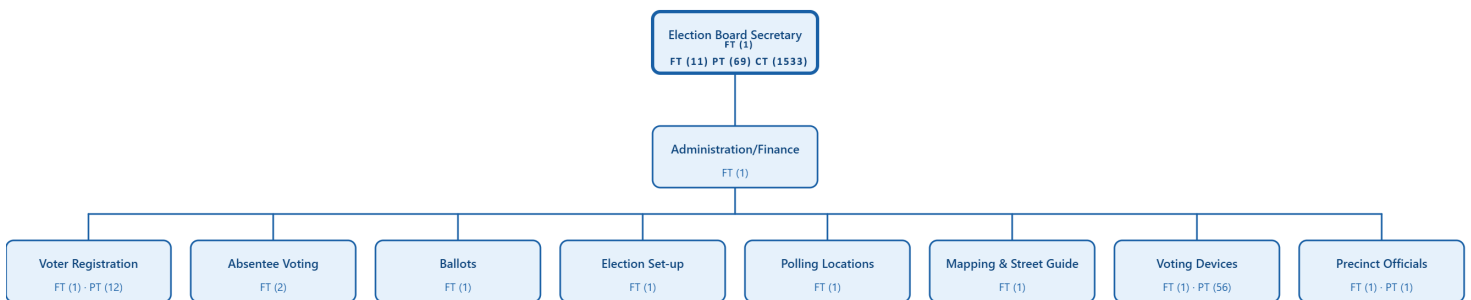 Election Board Secretary
FT (1)
FT (11) PT (69) CT (1533)
Administration/Finance
FT (1)
Voter Registration
FT (1) · PT (12)
Absentee Voting
FT (2)
Ballots
FT (1)
Election Set-up
FT (1)
Polling Locations
FT (1)
Mapping & Street Guide
FT (1)
Voting Devices
FT (1) · PT (56)
Precinct Officials
FT (1) · PT (1)